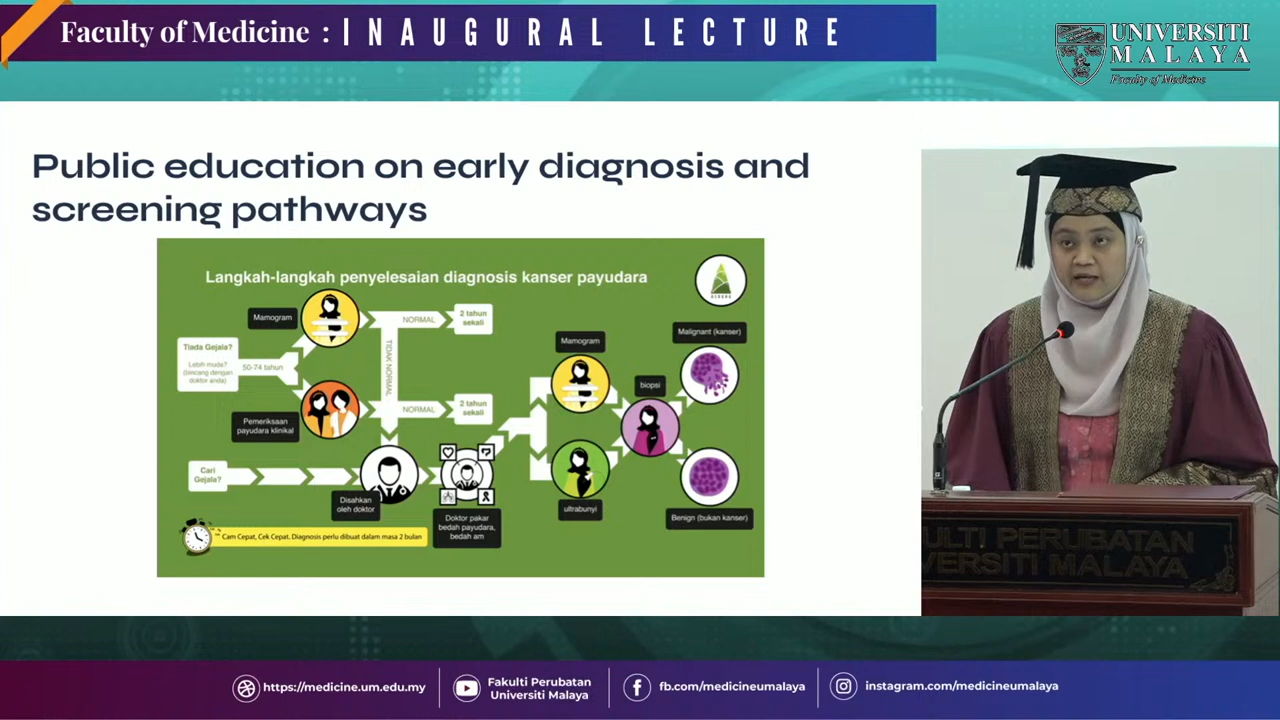 Faculty of Medicine : INAUGURAL LECTURE
UNIVERSITI
MALAYA
Faculty of Medicine
Public education on early diagnosis and
screening pathways
Langkah-langkah penyelesaian diagnosis kanser payudara
Mamogram
NORMAL
2 tahun
sekali
Tiada Gejala?
Lebih muda?
(bincang dengan
doktor anda)
50-74 tahun
TIDAK NORMAL
Pemeriksaan
payudara klinikal
NORMAL
2 tahun
sekali
Cari
Gejala?
Disahkan
oleh doktor
Doktor pakar
bedah payudara,
bedah am
Mamogram
ultrabunyi
biopsi
Malignant (kanser)
Benign (bukan kanser)
Cam Cepat, Cek Cepat. Diagnosis perlu dibuat dalam masa 2 bulan
ULTI PERUBATAN
VERSITI MALAYA
https://medicine.um.edu.my
Fakulti Perubatan
Universiti Malaya
fb.com/medicineumalaya
instagram.com/medicineumalaya